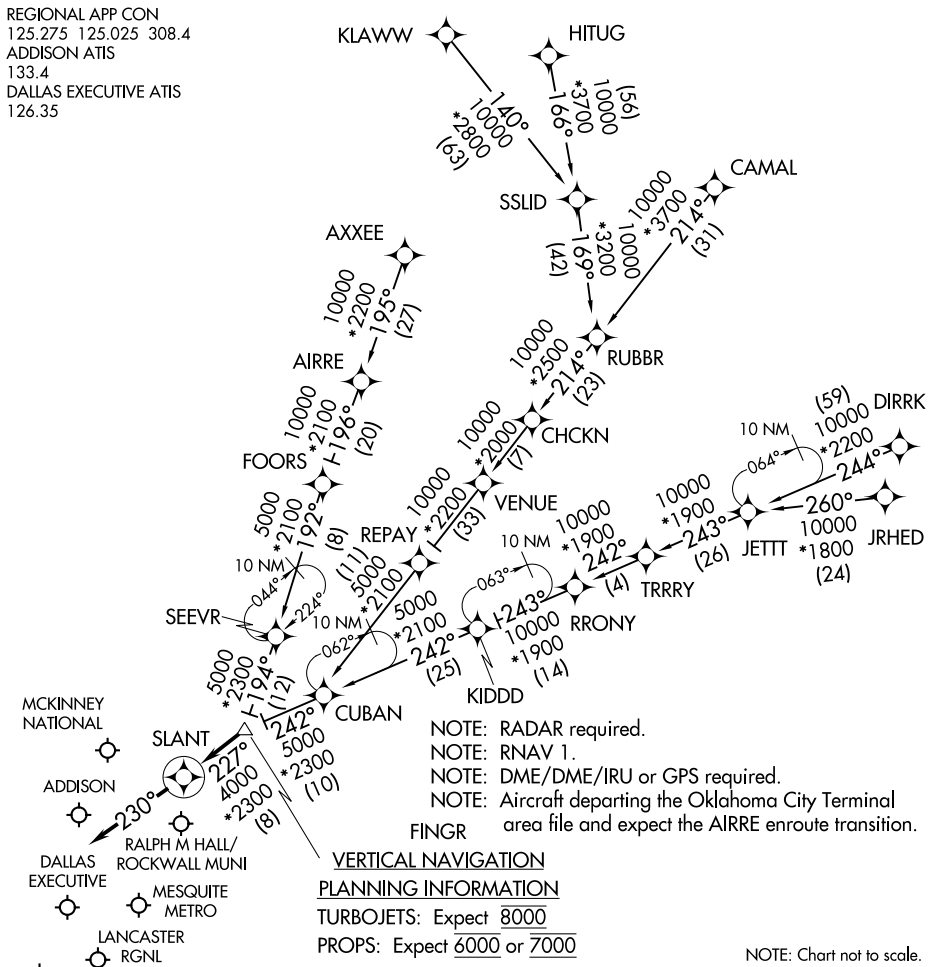 REGIONAL APP CON
125.275 125.025 308.4
ADDISON ATIS
133.4
DALLAS EXECUTIVE ATIS
126.35
KLAWW
HITUG
140°
10000
*2800
(63)
(56)
10000
*3700
166°
SSLID
CAMAL
10000
*3700
214°
(31)
10000
*3200
169°
(42)
RUBBR
AXXEE
10000
*2200
195°
(27)
AIRRE
10000
*2100
196°
(20)
FOORS
10000
*2500
214°
(23)
CHCKN
10000
*2000
(7)
VENUE
10000
*2200
(33)
REPAY
5000
*2100
192°
(8)
10 NM
044°
224°
SEEVR
(11)
5000
*2100
10 NM
062°
DIRRK
(59)
10000
*2200
244°
10 NM
064°
260°
10000
*1800
(24)
JRHED
JETTT
10000
*1900
243°
(26)
TRRRY
10000
*1900
242°
(4)
RRONY
10 NM
063°
243°
10000
*1900
(14)
KIDDD
5000
*2100
242°
(25)
CUBAN
5000
*2300
194°
(12)
242°
5000
*2300
(10)
MCKINNEY
NATIONAL
SLANT
227°
4000
*2300
(8)
ADDISON
230°
RALPH M HALL/
ROCKWALL MUNI
DALLAS
EXECUTIVE
MESQUITE
METRO
LANCASTER
RGNL
NOTE: RADAR required.
NOTE: RNAV 1.
NOTE: DME/DME/IRU or GPS required.
NOTE: Aircraft departing the Oklahoma City Terminal
area file and expect the AIRRE enroute transition.
FINGR
VERTICAL NAVIGATION
PLANNING INFORMATION
TURBOJETS: Expect 8000
PROPS: Expect 6000 or 7000
NOTE: Chart not to scale.